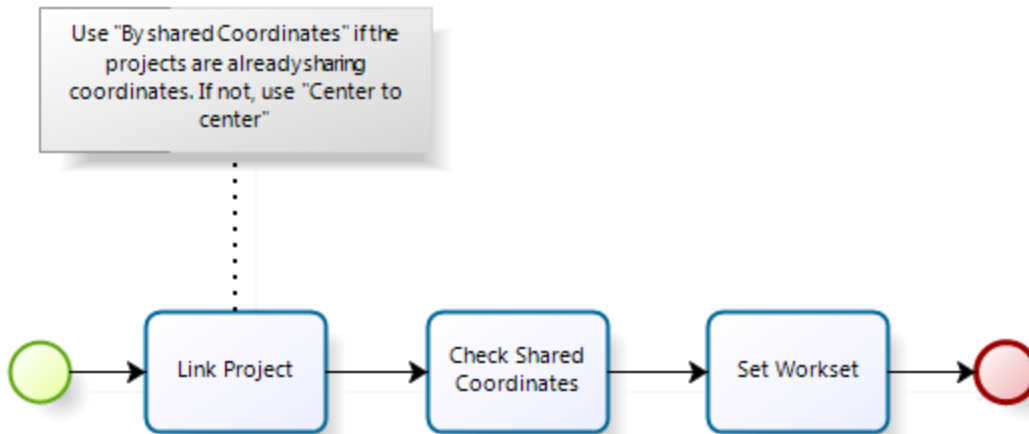 Use "By shared Coordinates" if the
projects are already sharing
coordinates. If not, use "Center to
center"
Link Project
Check Shared
Coordinates
Set Workset